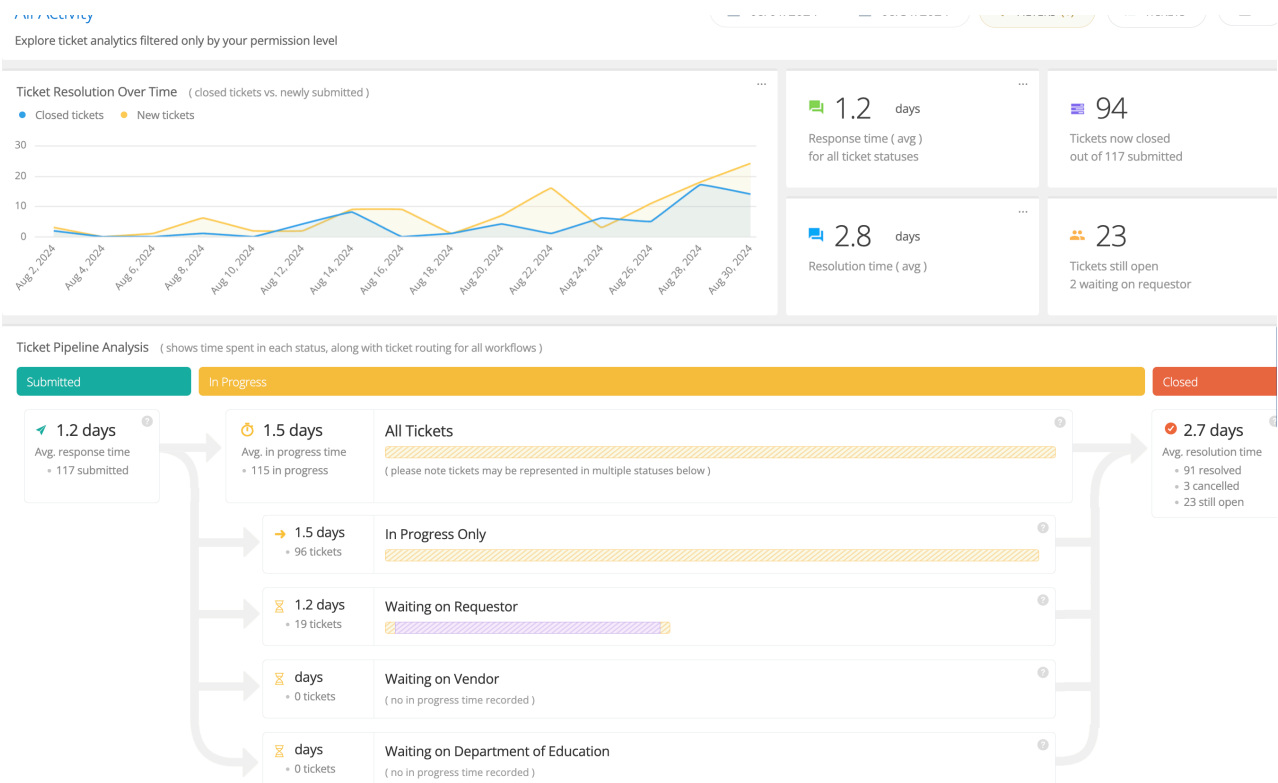 All Activity
Explore ticket analytics filtered only by your permission level
Ticket Resolution Over Time ( closed tickets vs. newly submitted )
...
Closed tickets
New tickets
30
20
10
0
Aug 2, 2024
Aug 4, 2024
Aug 6, 2024
Aug 8, 2024
Aug 10, 2024
Aug 12, 2024
Aug 14, 2024
Aug 16, 2024
Aug 18, 2024
Aug 20, 2024
Aug 22, 2024
Aug 24, 2024
Aug 26, 2024
Aug 28, 2024
Aug 30, 2024
...
1.2 days
Response time ( avg )
for all ticket statuses
94
Tickets now closed
out of 117 submitted
...
2.8 days
Resolution time ( avg )
23
Tickets still open
2 waiting on requestor
Ticket Pipeline Analysis ( shows time spent in each status, along with ticket routing for all workflows )
Submitted
In Progress
Closed
1.2 days
?
Avg. response time
117 submitted
1.5 days
Avg. in progress time
115 in progress
All Tickets
?
( please note tickets may be represented in multiple statuses below )
2.7 days
?
Avg. resolution time
91 resolved
3 cancelled
23 still open
1.5 days
96 tickets
In Progress Only
?
1.2 days
19 tickets
Waiting on Requestor
?
days
0 tickets
Waiting on Vendor
?
( no in progress time recorded )
days
0 tickets
Waiting on Department of Education
?
( no in progress time recorded )